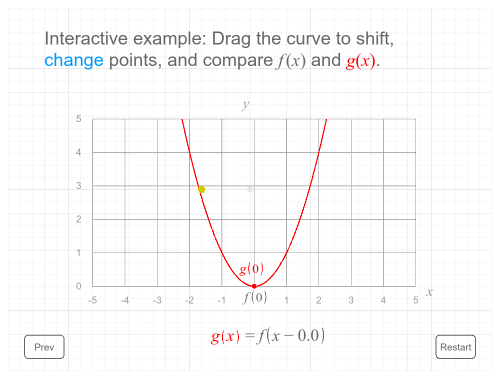 Interactive example: Drag the curve to shift,
change points, and compare f(x) and g(x).
y
5
4
3
2
1
0
g(0)
f(0)
-5 -4 -3 -2 -1 1 2 3 4 5 x
g(x) = f(x − 0.0)
Prev
Restart